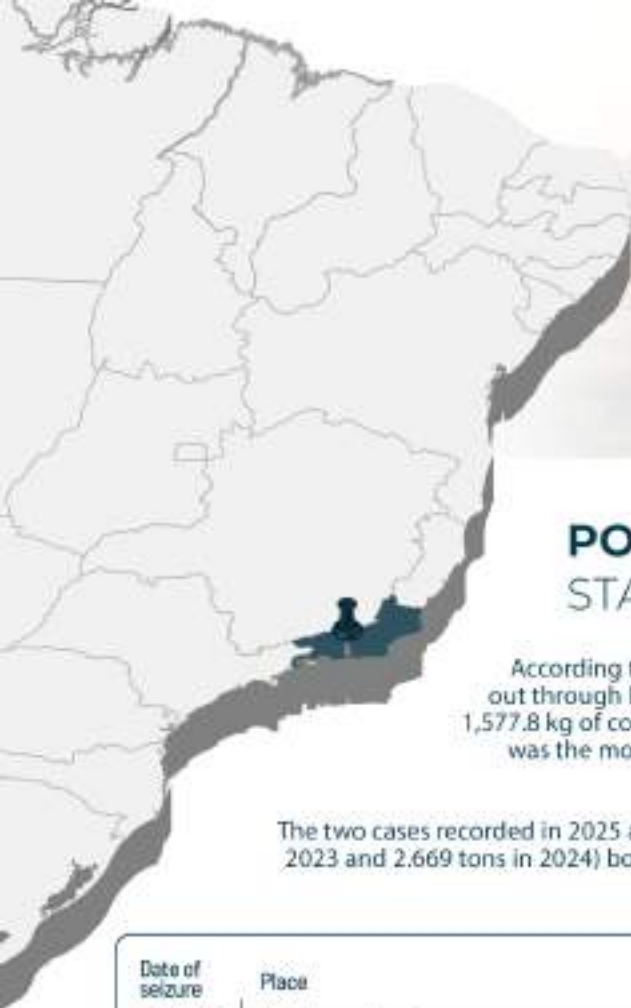 PO
STA
According t
out through
1,577.8 kg of co
was the mo
The two cases recorded in 2025 a
2023 and 2.669 tons in 2024) bo
Date of
seizure
Place